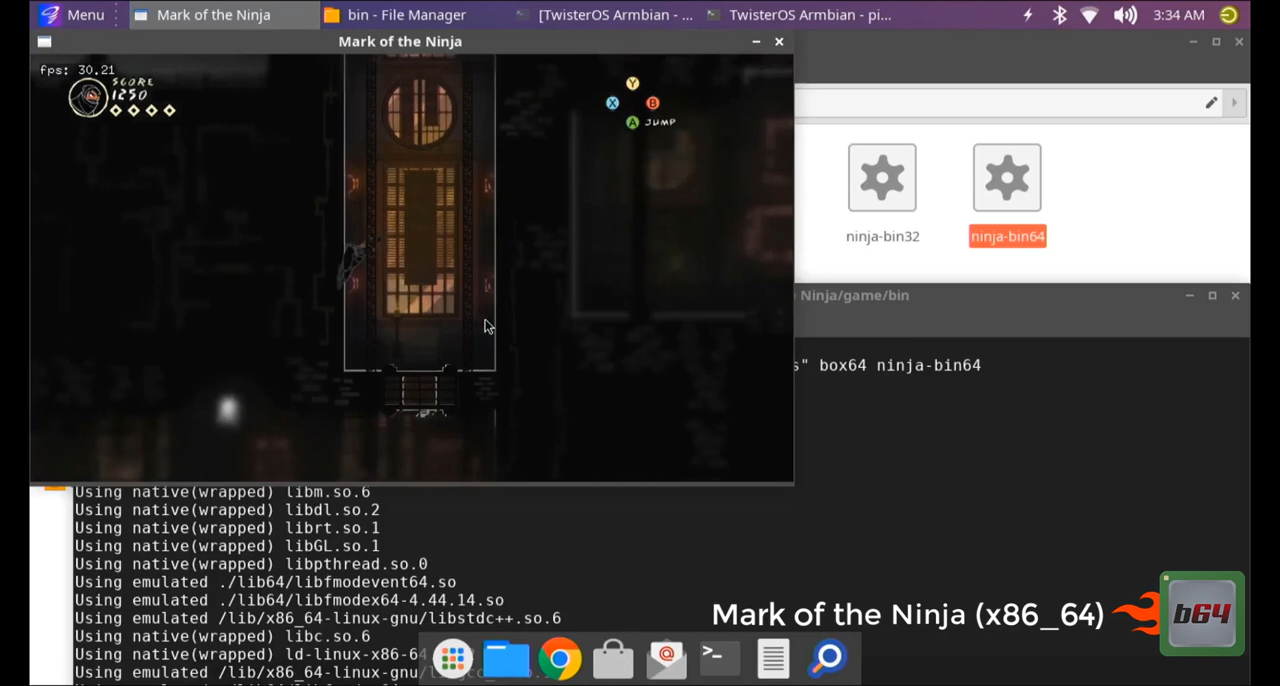 Menu
Mark of the Ninja
bin - File Manager
[TwisterOS Armbian - ...
TwisterOS Armbian - pi...
3:34 AM
Mark of the Ninja
fps: 30.21
SCORE
1250
Y
X
B
A JUMP
ninja-bin32
ninja-bin64
Ninja/game/bin
s" box64 ninja-bin64
Using native(wrapped) libm.so.6
Using native(wrapped) libdl.so.2
Using native(wrapped) librt.so.1
Using native(wrapped) libGL.so.1
Using native(wrapped) libpthread.so.0
Using emulated ./lib64/libfmodevent64.so
Using emulated ./lib64/libfmodex64-4.44.14.so
Using emulated /lib/x86_64-linux-gnu/libstdc++.so.6
Using native(wrapped) libc.so.6
Using native(wrapped) ld-linux-x86-64
Using emulated /lib/x86_64-linux-gnu/
Mark of the Ninja (x86_64)
b64